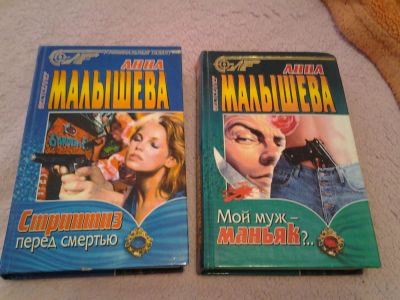 АННА
МАЛЫШЕВА
Стриптиз
перед смертью
АННА
МАЛЫШЕВА
Мой муж –
маньяк?..